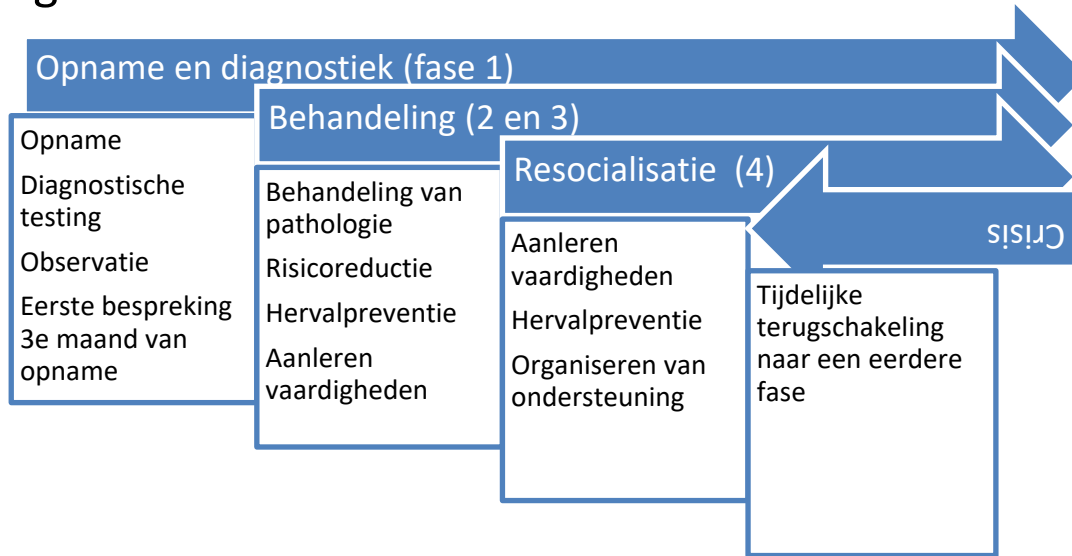 Opname en diagnostiek (fase 1)
Opname
Diagnostische
testing
Observatie
Eerste bespreking
3e maand van
opname
Behandeling (2 en 3)
Behandeling van
pathologie
Risicoreductie
Hervalpreventie
Aanleren
vaardigheden
Resocialisatie (4)
Aanleren
vaardigheden
Hervalpreventie
Organiseren van
ondersteuning
Crisis
Tijdelijke
terugschakeling
naar een eerdere
fase